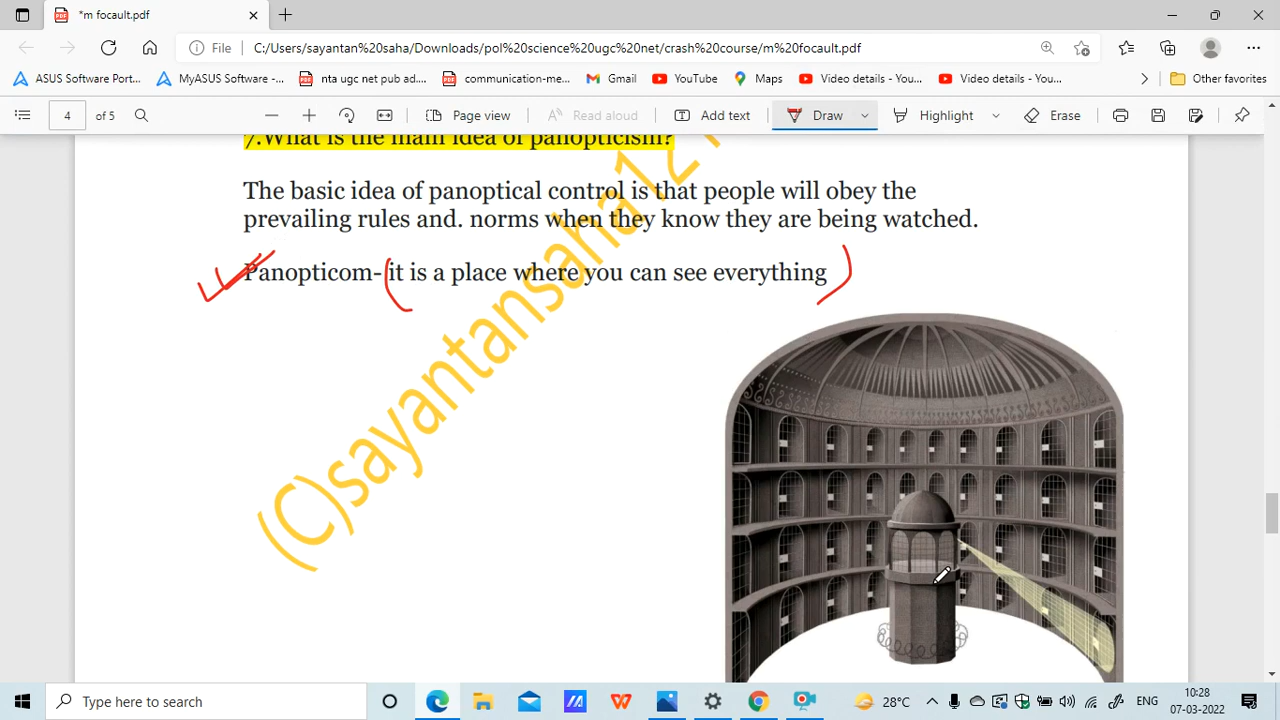 *m focault.pdf
File
C:/Users/sayantan%20saha/Downloads/pol%20science%20ugc%20net/crash%20course/m%20focault.pdf
ASUS Software Port...
MyASUS Software -...
nta ugc net pub ad...
communication-me...
Gmail
YouTube
Maps
Video details - You...
Video details - You...
Other favorites
4 of 5
Page view
Read aloud
Add text
Draw
Highlight
Erase
7.What is the main idea of panopticism?
The basic idea of panoptical control is that people will obey the
prevailing rules and. norms when they know they are being watched.
Panopticom- it is a place where you can see everything
(C)sayantansaha121
Type here to search
28°C
ENG
10:28
07-03-2022